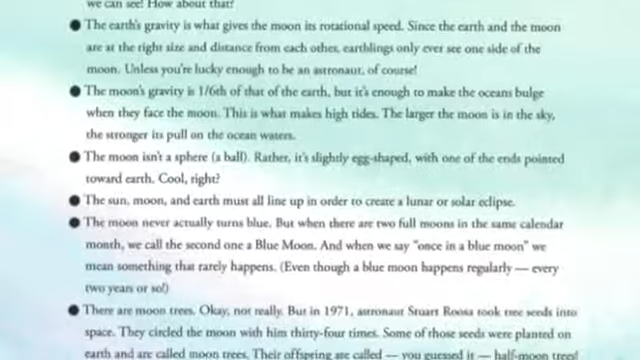 we can see! How about that?
● The earth's gravity is what gives the moon its rotational speed. Since the earth and the moon
are at the right size and distance from each other, earthlings only ever see one side of the
moon. Unless you're lucky enough to be an astronaut, of course!
● The moon's gravity is 1/6th of that of the earth, but it's enough to make the oceans bulge
when they face the moon. This is what makes high tides. The larger the moon is in the sky,
the stronger its pull on the ocean waters.
● The moon isn't a sphere (a ball). Rather, it's slightly egg-shaped, with one of the ends pointed
toward earth. Cool, right?
● The sun, moon, and earth must all line up in order to create a lunar or solar eclipse.
● The moon never actually turns blue. But when there are two full moons in the same calendar
month, we call the second one a Blue Moon. And when we say "once in a blue moon" we
mean something that rarely happens. (Even though a blue moon happens regularly — every
two years or so!)
● There are moon trees. Okay, not really. But in 1971, astronaut Stuart Roosa took tree seeds into
space. They circled the moon with him thirty-four times. Some of those seeds were planted on
earth and are called moon trees. Their offspring are called — you guessed it — half-moon trees!